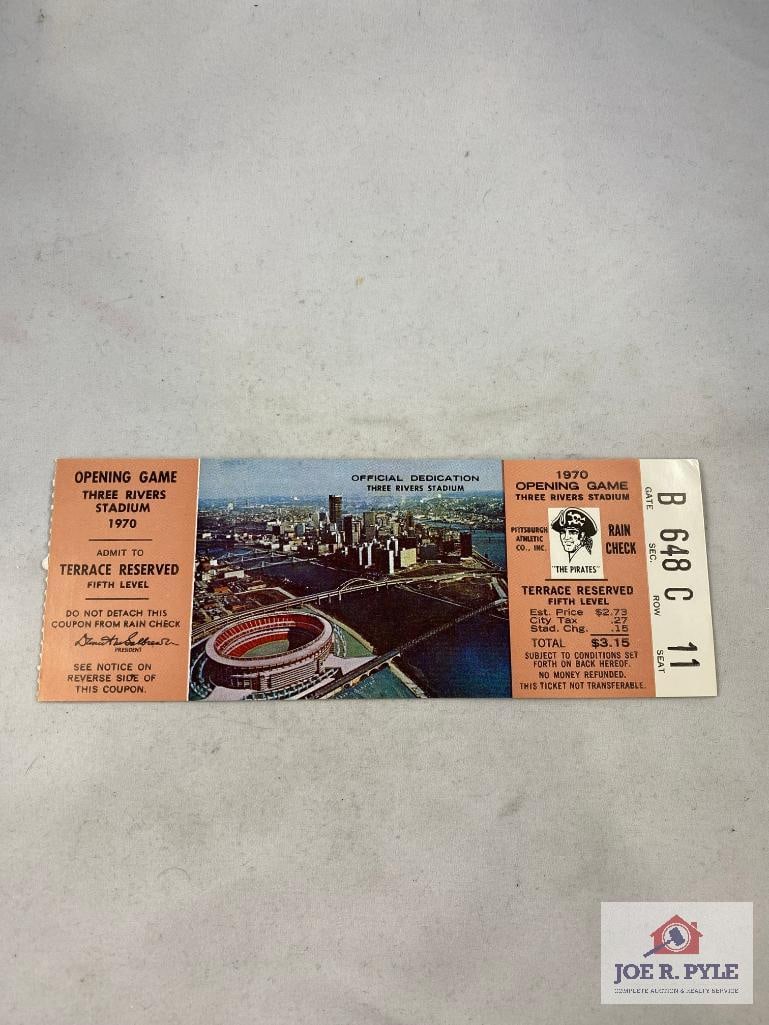 OPENING GAME
THREE RIVERS
STADIUM
1970
ADMIT TO
TERRACE RESERVED
FIFTH LEVEL
DO NOT DETACH THIS
COUPON FROM RAIN CHECK
PRESIDENT
SEE NOTICE ON
REVERSE SIDE OF
THIS COUPON.
OFFICIAL DEDICATION
THREE RIVERS STADIUM
1970
OPENING GAME
THREE RIVERS STADIUM
PITTSBURGH
ATHLETIC
CO., INC.
"THE PIRATES"
RAIN
CHECK
TERRACE RESERVED
FIFTH LEVEL
Est. Price $2.73
City Tax .27
Stad. Chg. .15
TOTAL $3.15
SUBJECT TO CONDITIONS SET
FORTH ON BACK HEREOF.
NO MONEY REFUNDED.
THIS TICKET NOT TRANSFERABLE.
B 648 C 11
GATE SEC. ROW SEAT
JOE R. PYLE
COMPLETE AUCTION & REALTY SERVICE